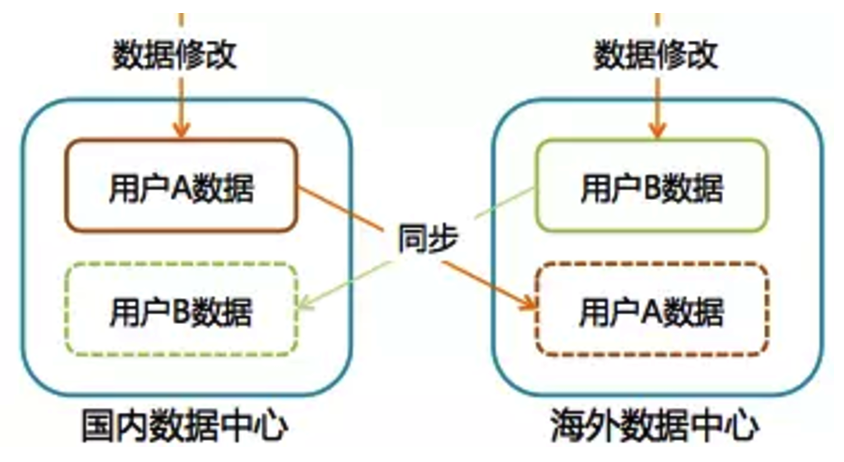 数据修改
数据修改
用户A数据
用户B数据
同步
用户B数据
用户A数据
国内数据中心
海外数据中心